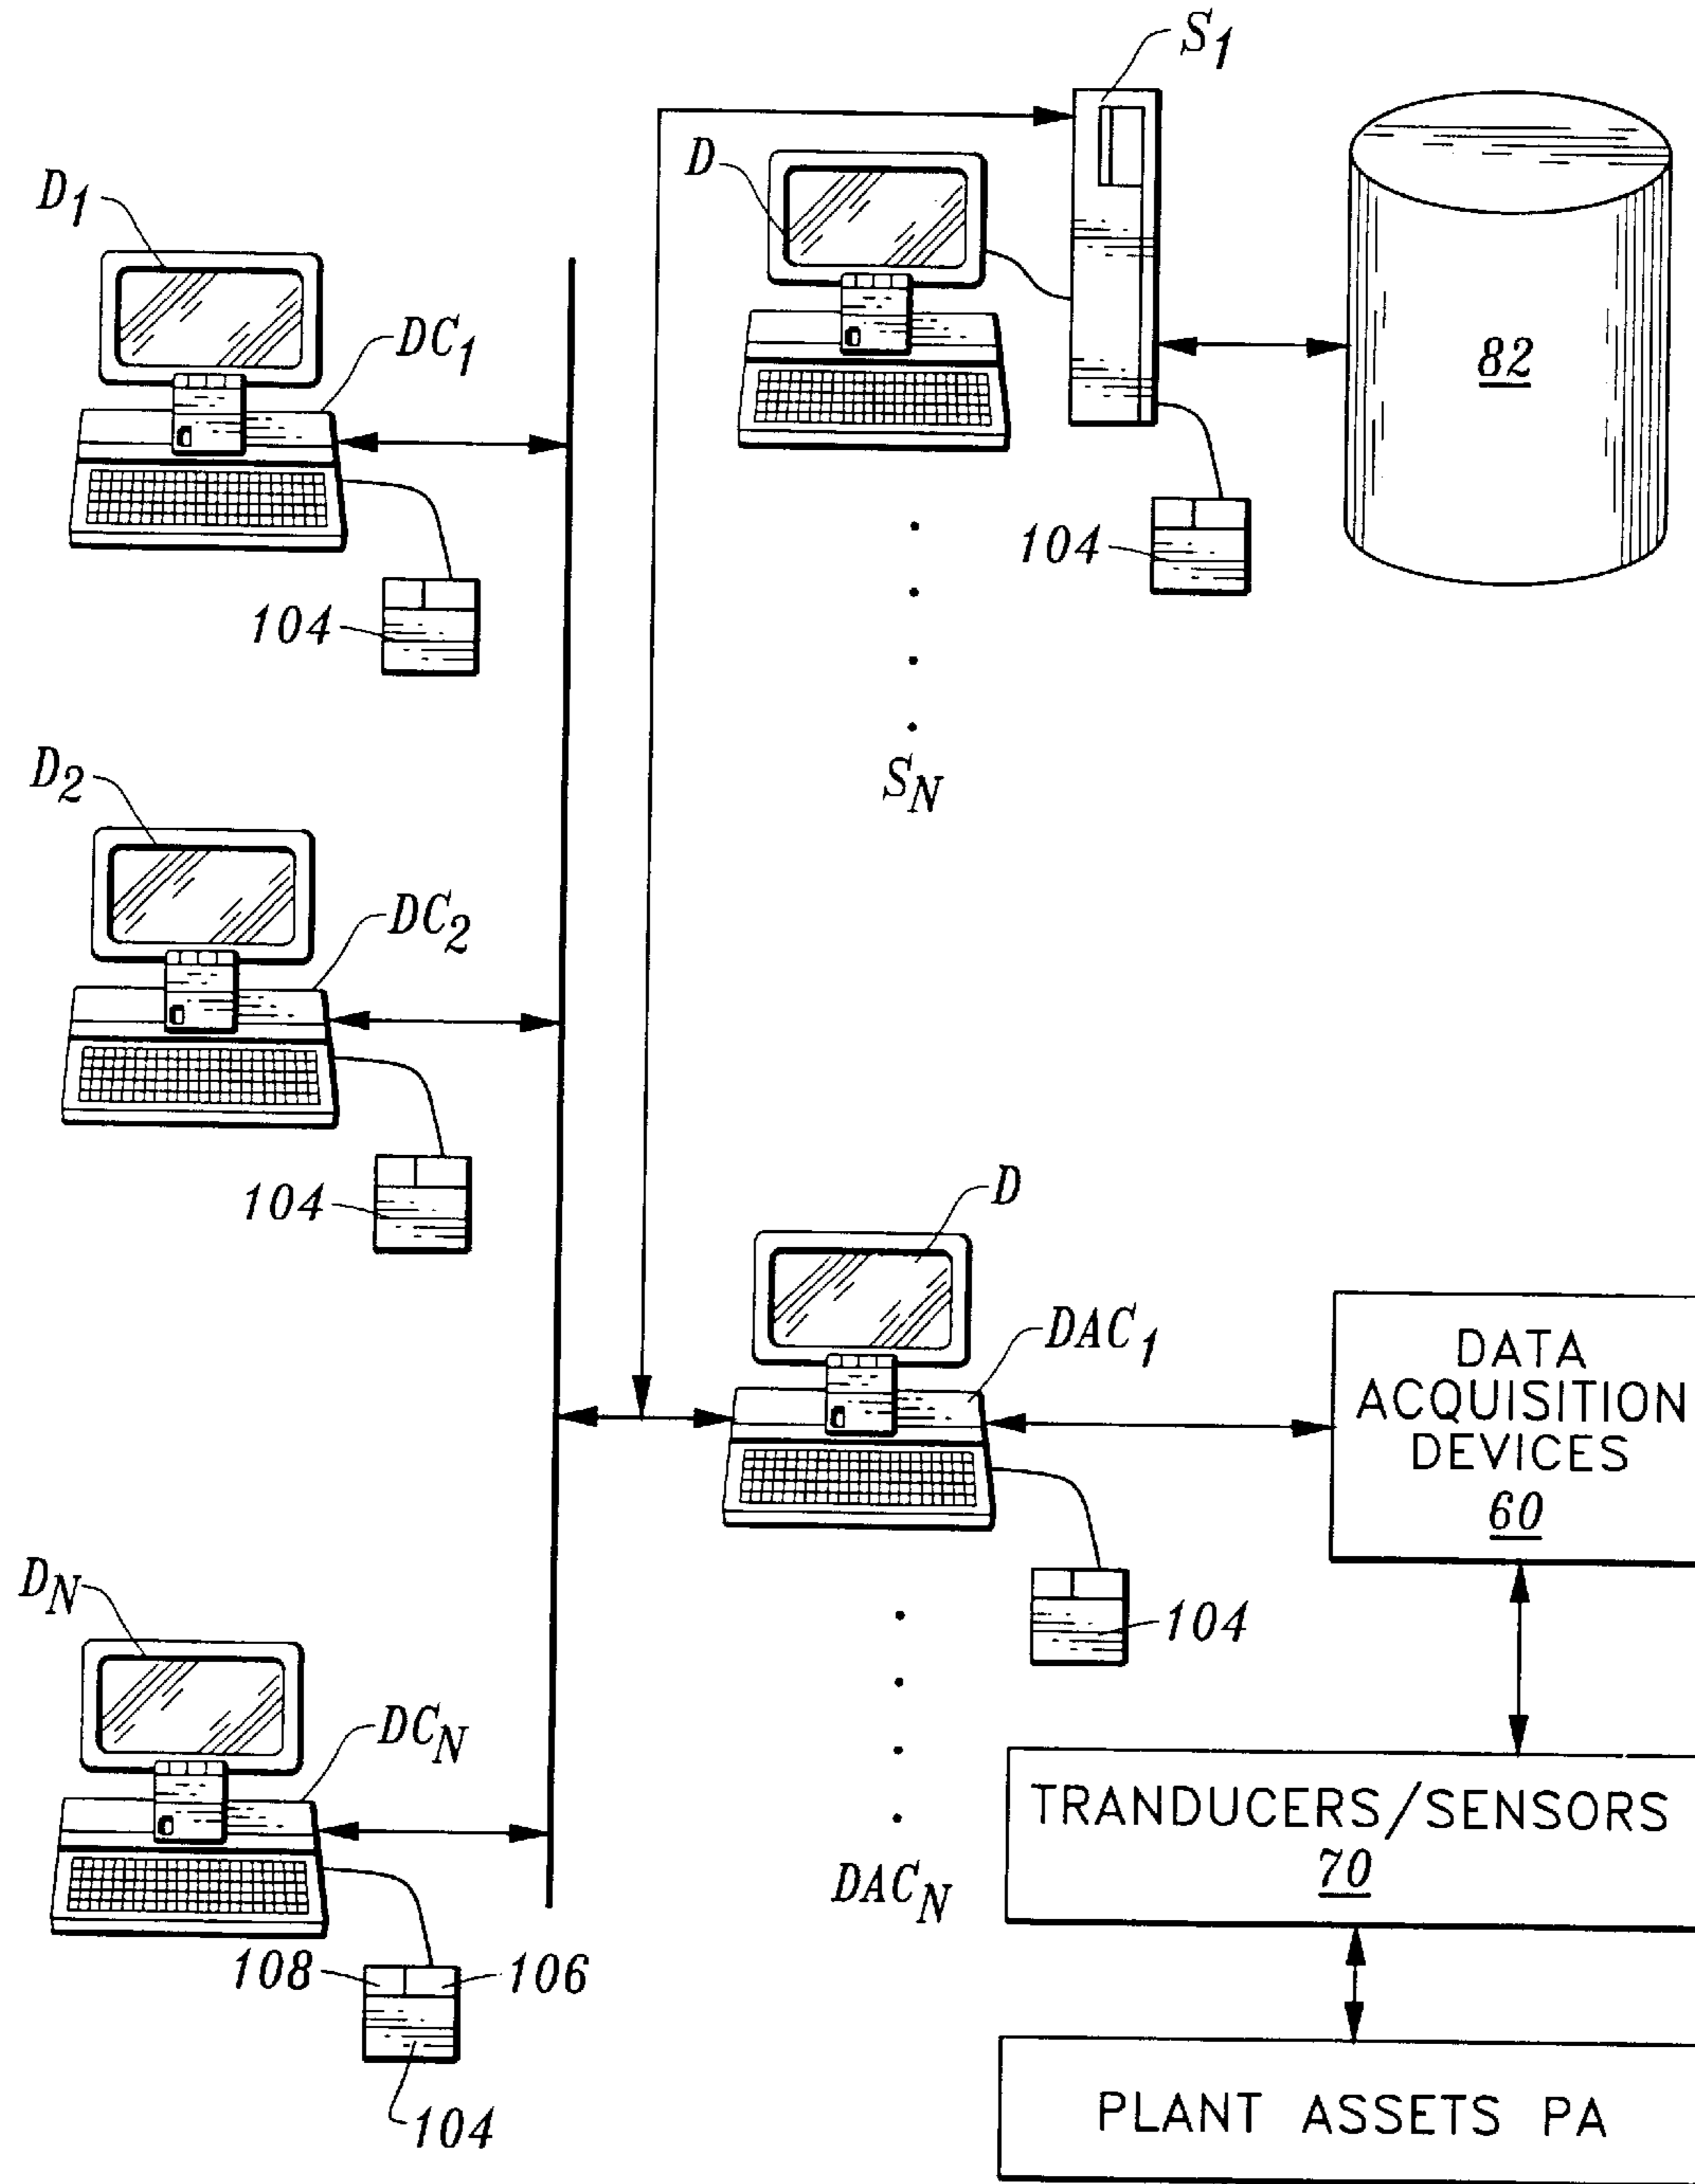 S1
D
D1
DC1
82
104
104
D2
SN
DC2
104
D
DAC1
DATA
ACQUISITION
DEVICES
60
DN
104
DCN
TRANDUCERS/SENSORS
70
DACN
108
106
104
PLANT ASSETS PA